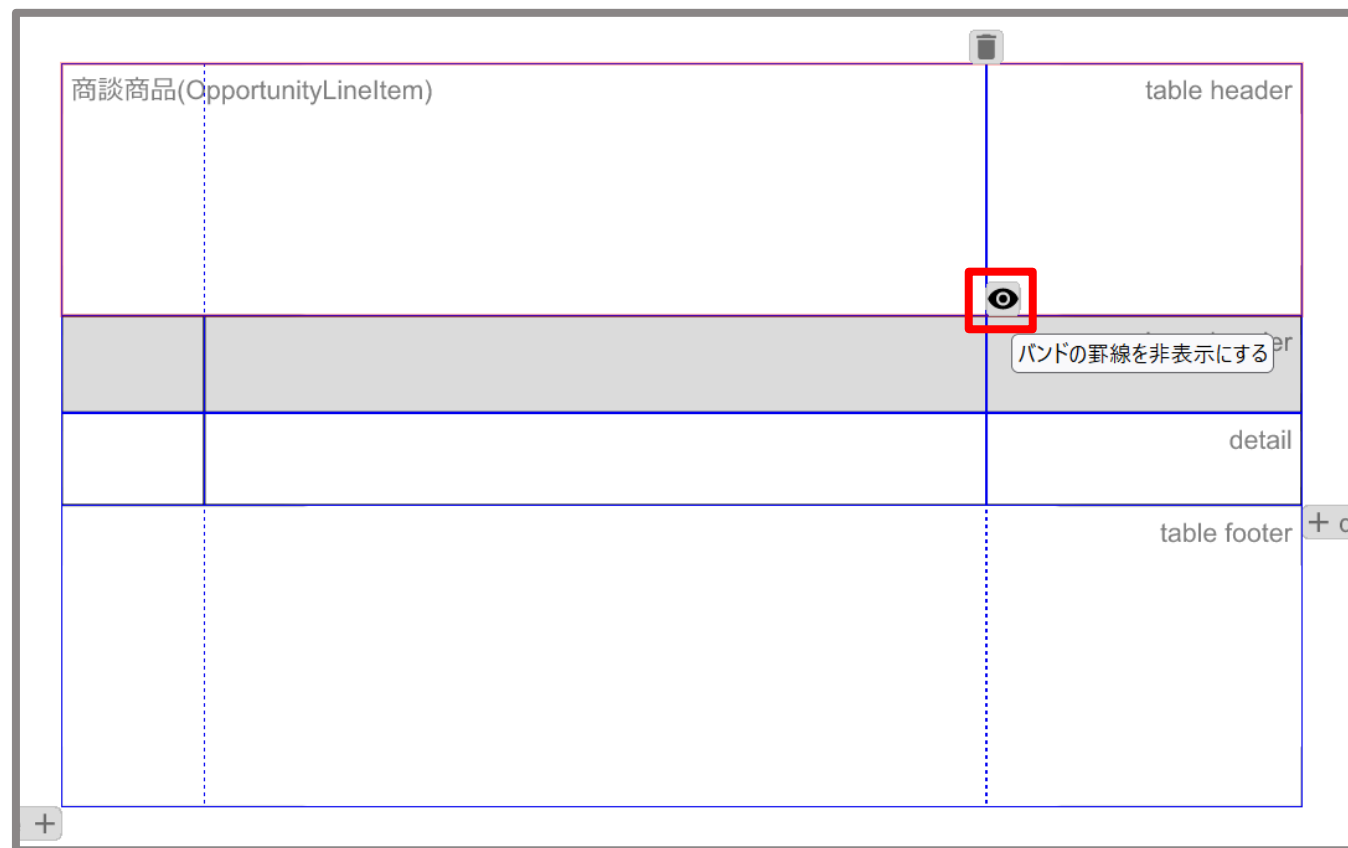 商談商品(OpportunityLineItem)
table header
バンドの罫線を非表示にする
detail
table footer
+ c
+